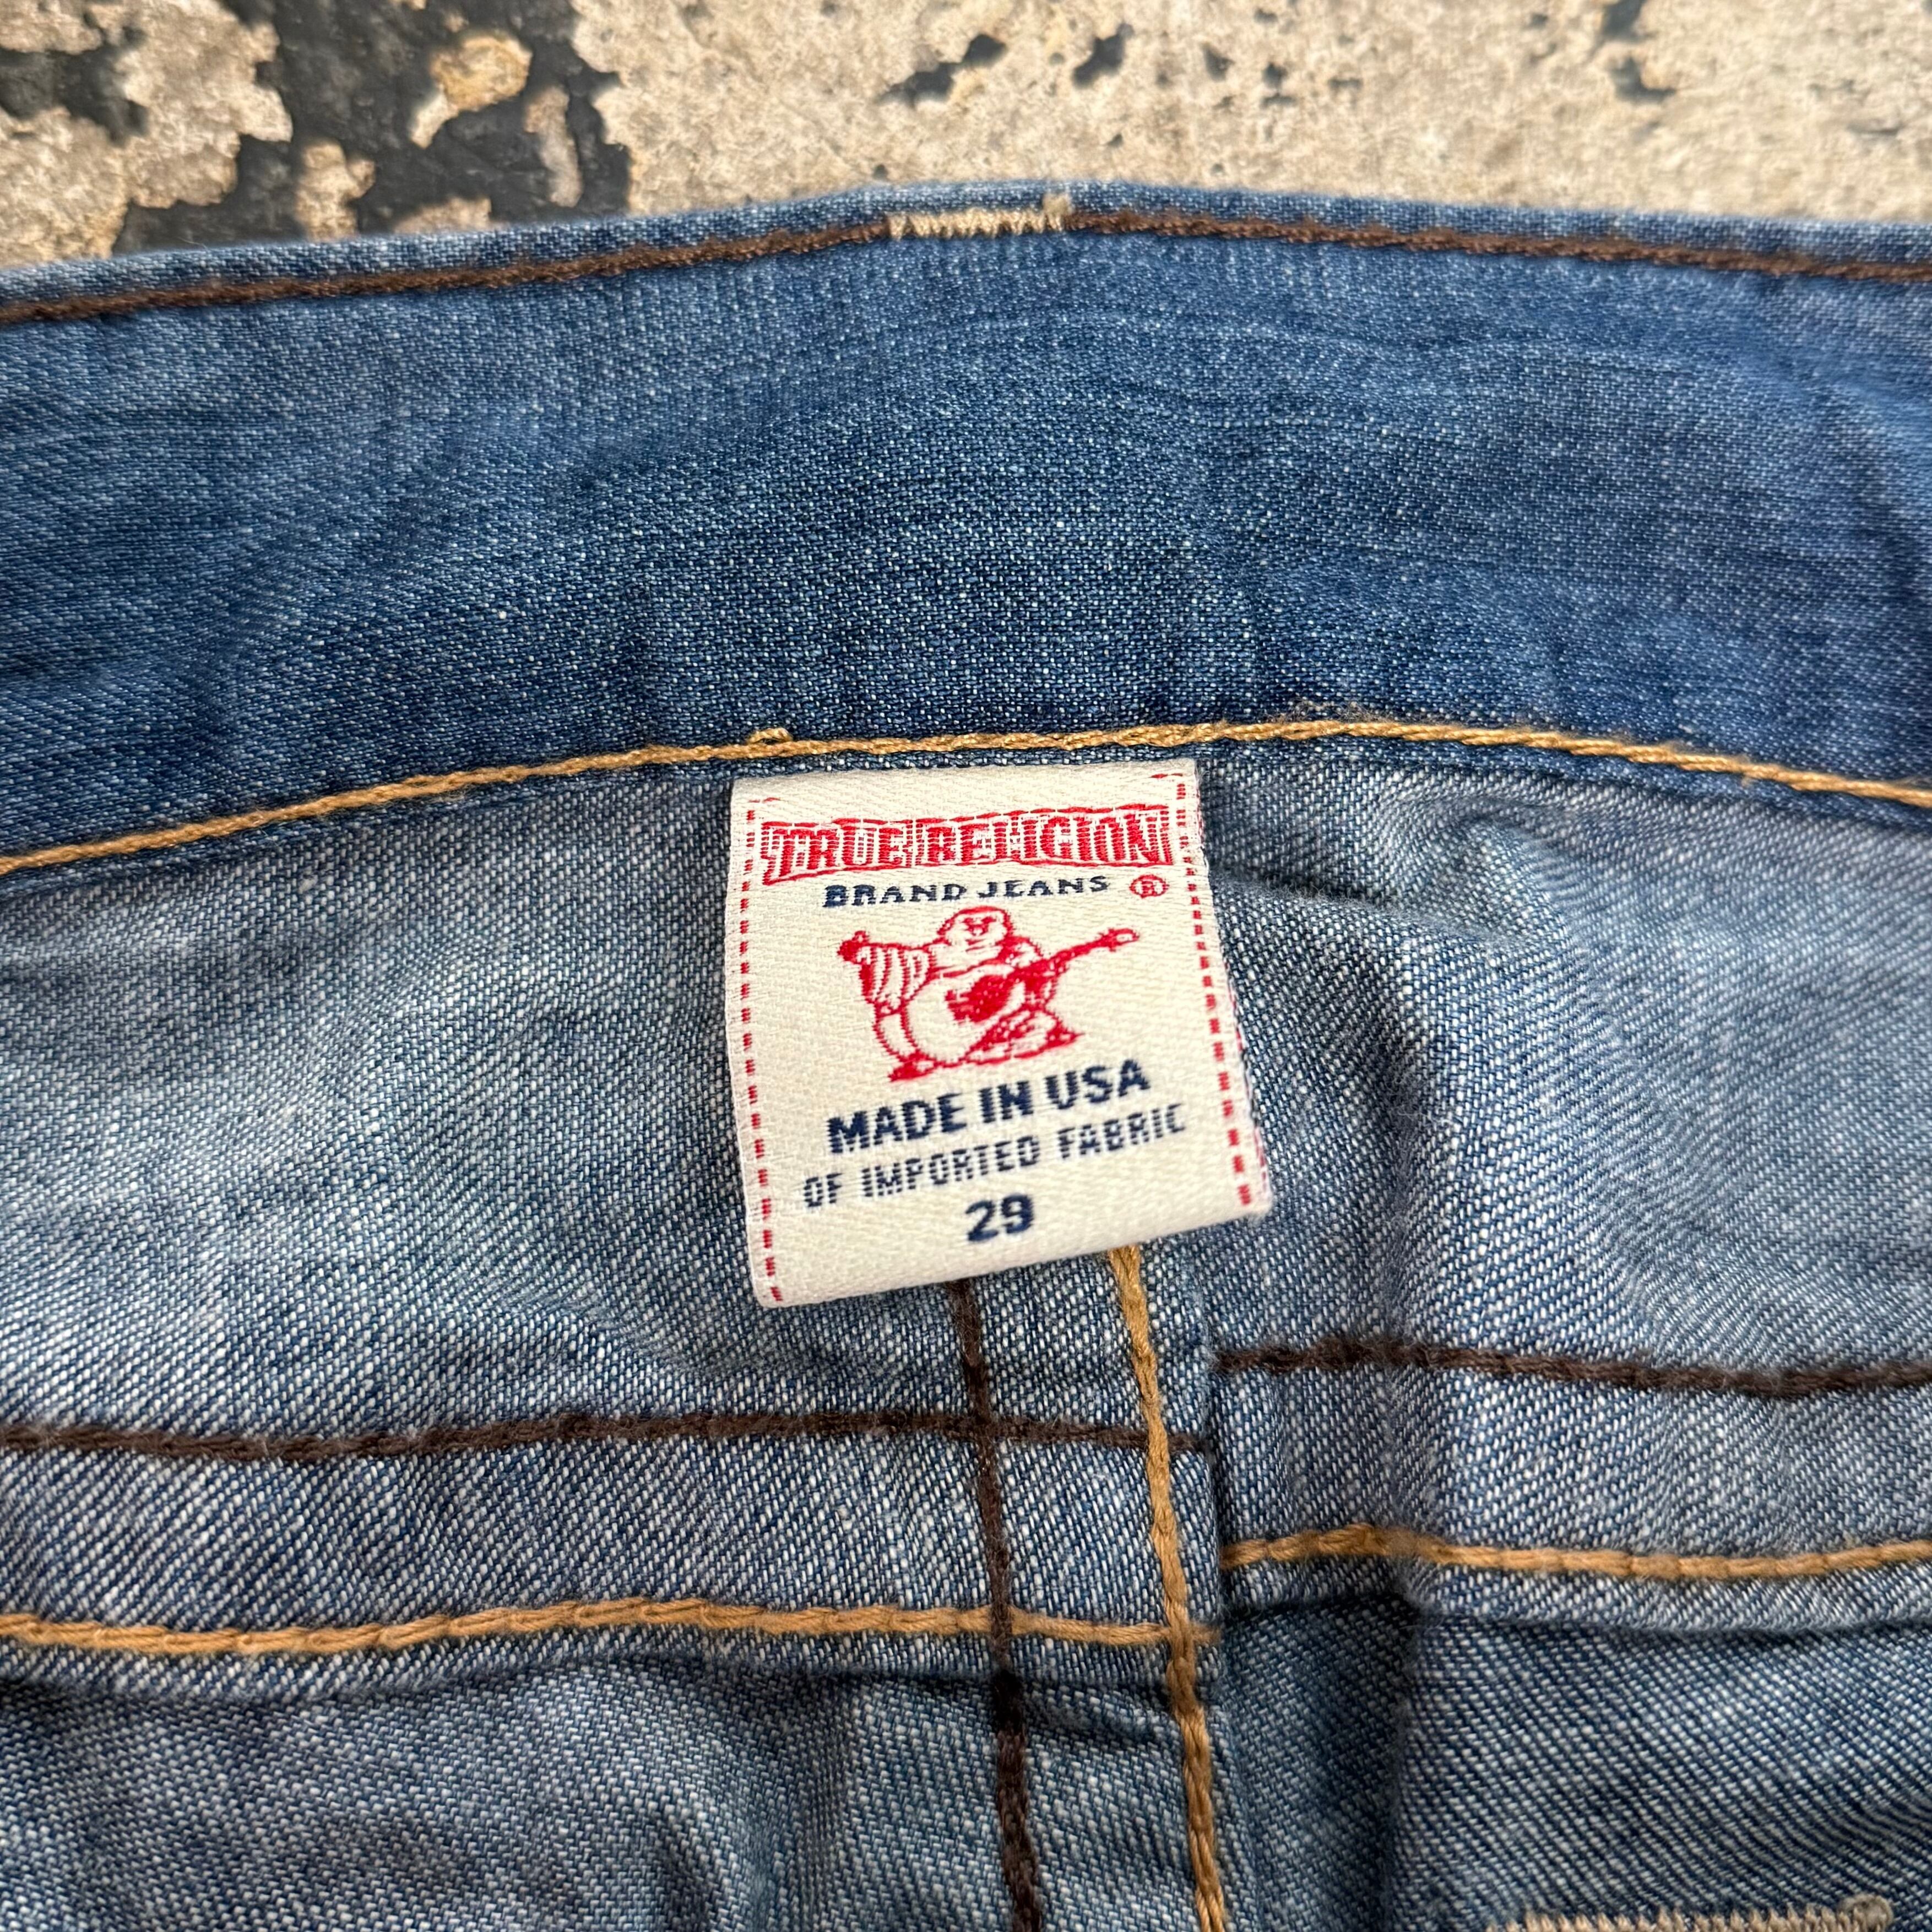 TRUE RELIGION
BRAND JEANS ®
MADE IN USA
OF IMPORTED FABRIC
29